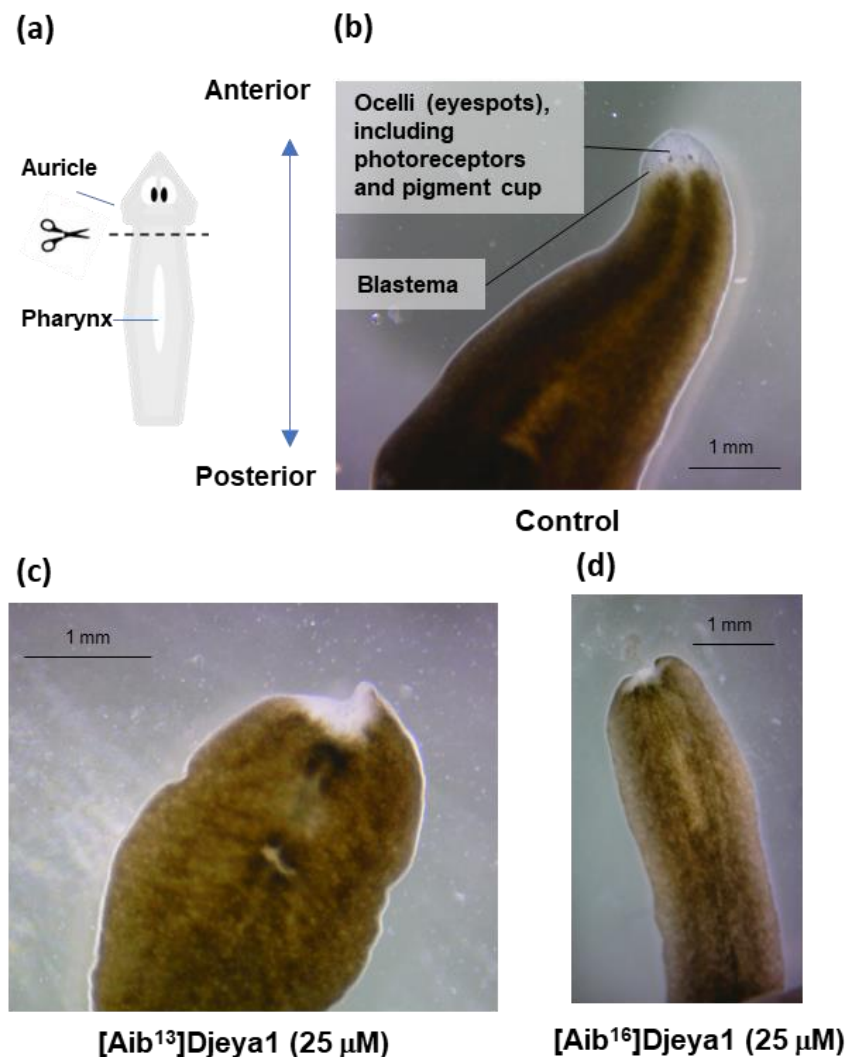 (a)
Anterior
Auricle
Pharynx
Posterior
(b)
Ocelli (eyespots),
including
photoreceptors
and pigment cup
Blastema
1 mm
Control
(c)
1 mm
[Aib¹³]Djeya1 (25 μM)
(d)
1 mm
[Aib¹⁶]Djeya1 (25 μM)